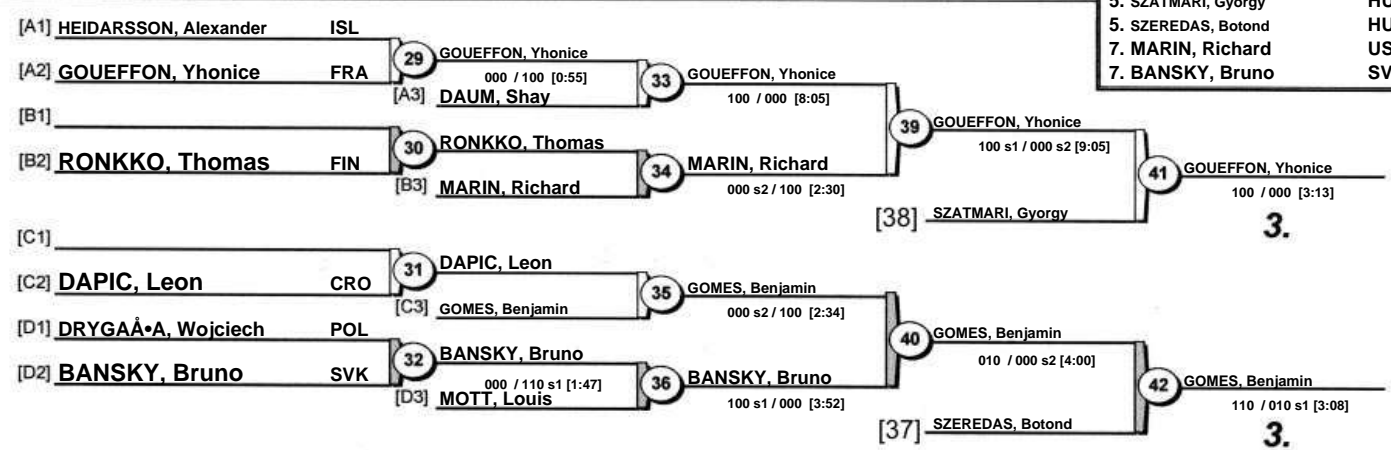 5. SZATMARI, Gyorgy HU
5. SZEREDAS, Botond HU
7. MARIN, Richard US
7. BANSKY, Bruno SV
[A1] HEIDARSSON, Alexander ISL
[A2] GOUEFFON, Yhonice FRA
29
GOUEFFON, Yhonice
000 / 100 [0:55]
[A3] DAUM, Shay
33
GOUEFFON, Yhonice
100 / 000 [8:05]
[B1]
[B2] RONKKO, Thomas FIN
30
RONKKO, Thomas
[B3] MARIN, Richard
34
MARIN, Richard
000 s2 / 100 [2:30]
39
GOUEFFON, Yhonice
100 s1 / 000 s2 [9:05]
[38] SZATMARI, Gyorgy
41
GOUEFFON, Yhonice
100 / 000 [3:13]
3.
[C1]
[C2] DAPIC, Leon CRO
31
DAPIC, Leon
[C3] GOMES, Benjamin
35
GOMES, Benjamin
000 s2 / 100 [2:34]
[D1] DRYGAÅ•A, Wojciech POL
[D2] BANSKY, Bruno SVK
32
BANSKY, Bruno
000 / 110 s1 [1:47]
[D3] MOTT, Louis
36
BANSKY, Bruno
100 s1 / 000 [3:52]
40
GOMES, Benjamin
010 / 000 s2 [4:00]
[37] SZEREDAS, Botond
42
GOMES, Benjamin
110 / 010 s1 [3:08]
3.